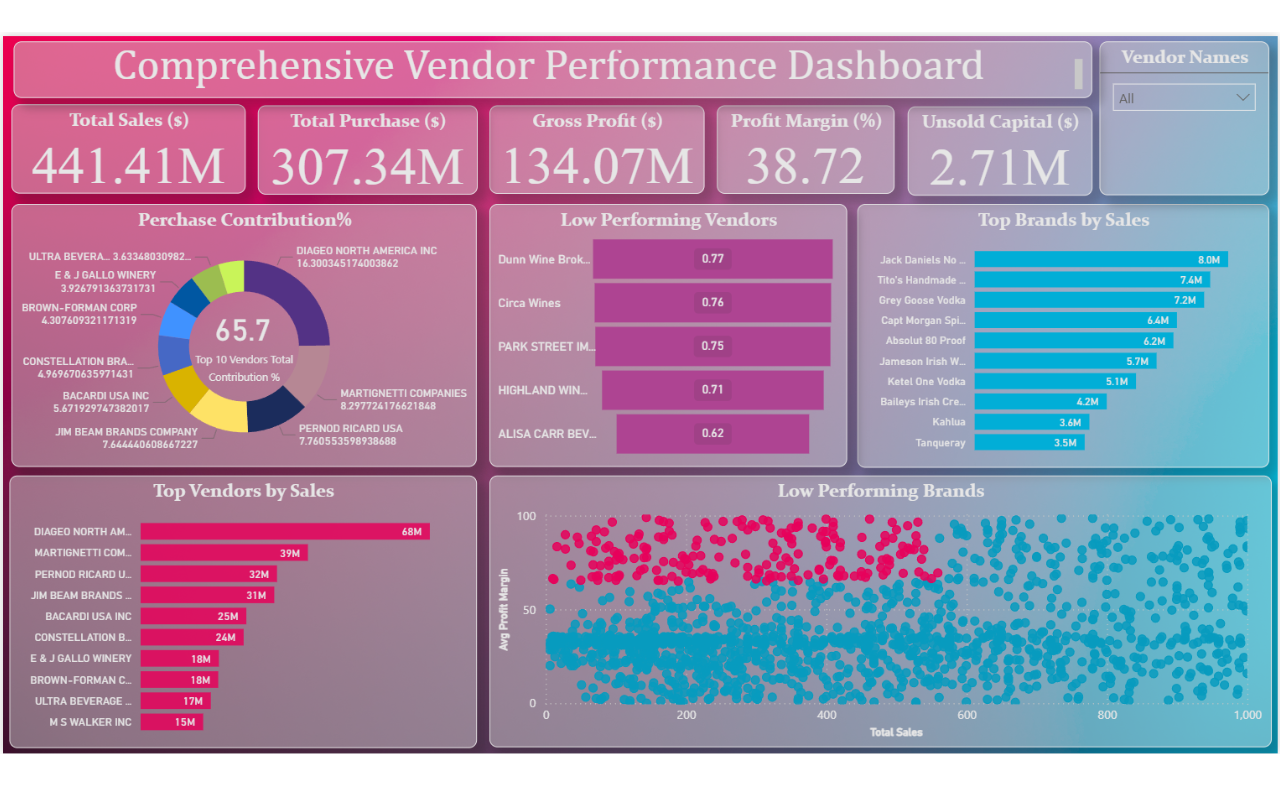 Comprehensive Vendor Performance Dashboard
Vendor Names
All
Total Sales ($)
441.41M
Total Purchase ($)
307.34M
Gross Profit ($)
134.07M
Profit Margin (%)
38.72
Unsold Capital ($)
2.71M
Perchase Contribution%
ULTRA BEVERA... 3.63348030982...
E & J GALLO WINERY
3.926791363731731
BROWN-FORMAN CORP
4.307609321171319
CONSTELLATION BRA...
4.969670635971431
BACARDI USA INC
5.671929747382017
JIM BEAM BRANDS COMPANY
7.644440608667227
DIAGEO NORTH AMERICA INC
16.300345174003862
MARTIGNETTI COMPANIES
8.297724176621848
PERNOD RICARD USA
7.760553598938688
65.7
Top 10 Vendors Total
Contribution %
Low Performing Vendors
Dunn Wine Brok... 0.77
Circa Wines 0.76
PARK STREET IM... 0.75
HIGHLAND WIN... 0.71
ALISA CARR BEV... 0.62
Top Brands by Sales
Jack Daniels No ... 8.0M
Tito's Handmade ... 7.4M
Grey Goose Vodka 7.2M
Capt Morgan Spi... 6.4M
Absolut 80 Proof 6.2M
Jameson Irish W... 5.7M
Ketel One Vodka 5.1M
Baileys Irish Cre... 4.2M
Kahlua 3.6M
Tanqueray 3.5M
Top Vendors by Sales
DIAGEO NORTH AM... 68M
MARTIGNETTI COM... 39M
PERNOD RICARD U... 32M
JIM BEAM BRANDS ... 31M
BACARDI USA INC 25M
CONSTELLATION B... 24M
E & J GALLO WINERY 18M
BROWN-FORMAN C... 18M
ULTRA BEVERAGE ... 17M
M S WALKER INC 15M
Low Performing Brands
Avg Profit Margin
100
50
0
0 200 400 600 800 1,000
Total Sales